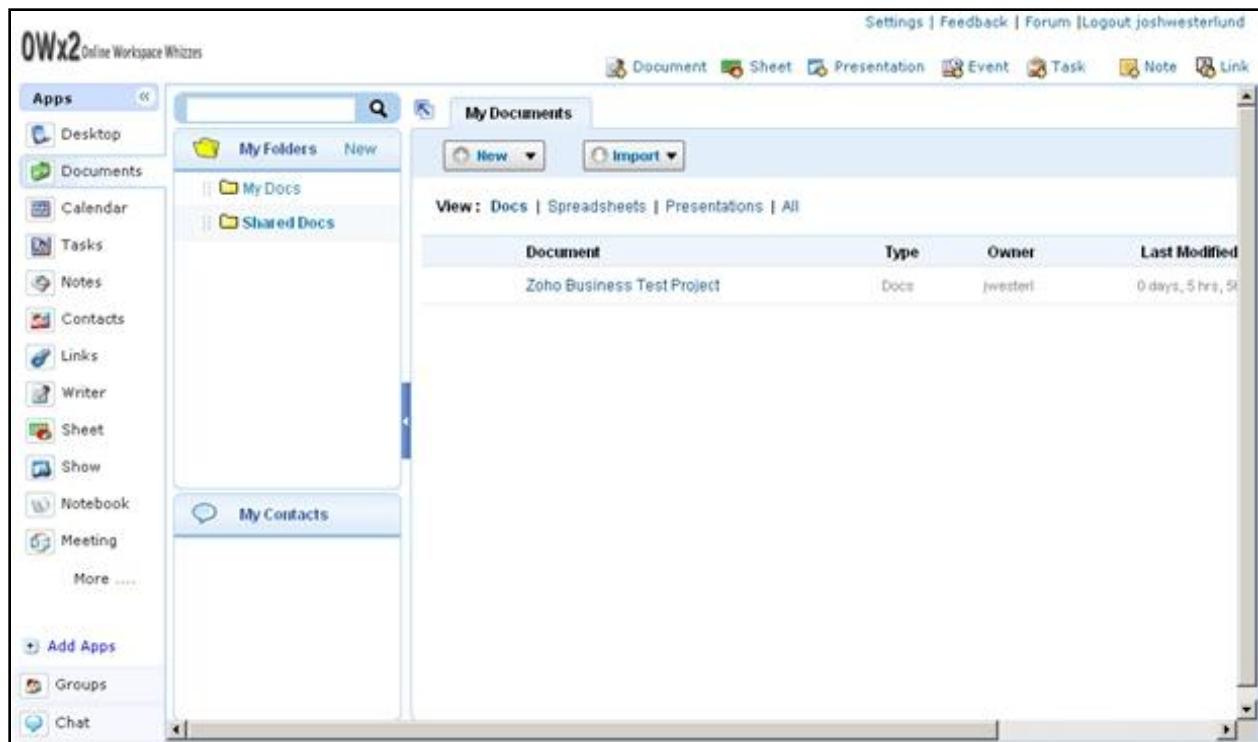 Settings | Feedback | Forum |Logout joshwesterlund
OWx2 Online Workspace Whizzes
Document Sheet Presentation Event Task Note Link
Apps
Desktop
Documents
Calendar
Tasks
Notes
Contacts
Links
Writer
Sheet
Show
Notebook
Meeting
More .....
Add Apps
Groups
Chat
My Folders New
My Docs
Shared Docs
My Contacts
My Documents
New Import
View : Docs | Spreadsheets | Presentations | All
Document Type Owner Last Modified
Zoho Business Test Project Docs jwesterl 0 days, 5 hrs,